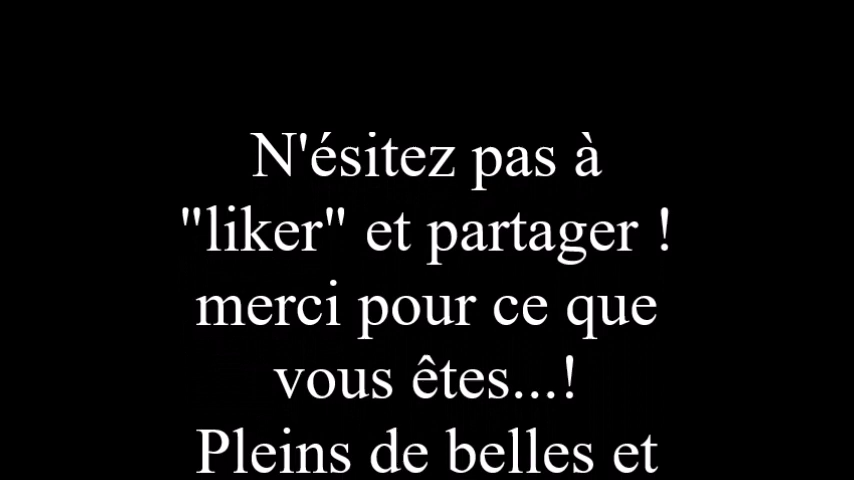 N'ésitez pas à
"liker" et partager !
merci pour ce que
vous êtes...!
Pleins de belles et